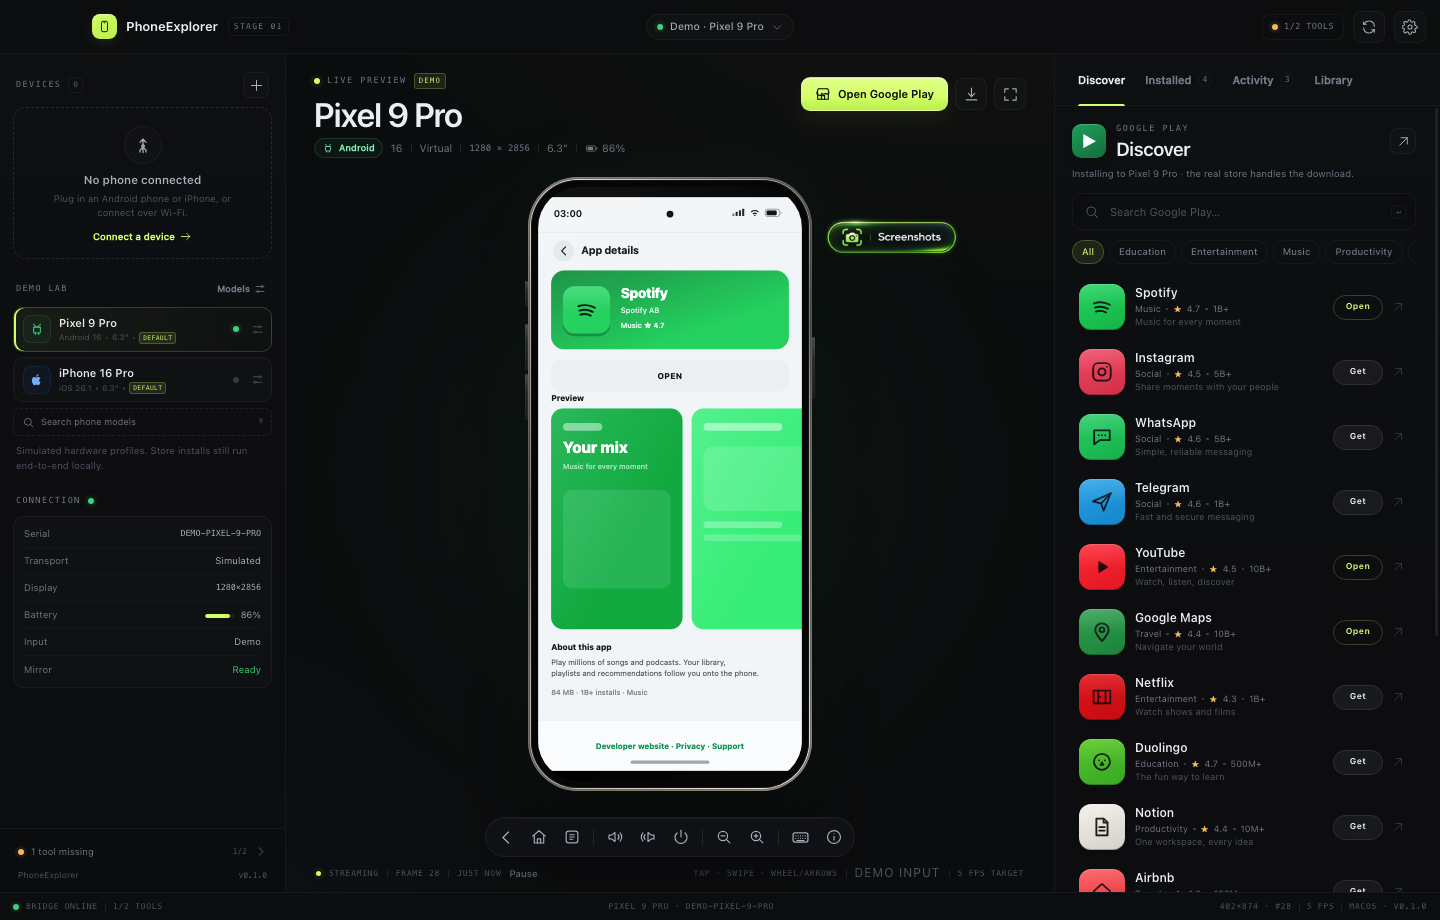 PhoneExplorer STAGE 01
Demo · Pixel 9 Pro
1/2 TOOLS
DEVICES 0
No phone connected
Plug in an Android phone or iPhone, or
connect over Wi-Fi.
Connect a device →
DEMO LAB Models
Pixel 9 Pro
Android 16 · 6.3" · DEFAULT
iPhone 16 Pro
iOS 26.1 · 6.3" · DEFAULT
Search phone models 9
Simulated hardware profiles. Store installs still run
end-to-end locally.
CONNECTION
Serial DEMO-PIXEL-9-PRO
Transport Simulated
Display 1280×2856
Battery 86%
Input Demo
Mirror Ready
1 tool missing 1/2
PhoneExplorer v0.1.0
LIVE PREVIEW DEMO
Pixel 9 Pro
Android 16 | Virtual | 1280 × 2856 | 6.3" | 86%
Open Google Play
03:00
App details
Spotify
Spotify AB
Music ★ 4.7
OPEN
Preview
Your mix
Music for every moment
About this app
Play millions of songs and podcasts. Your library,
playlists and recommendations follow you onto the phone.
84 MB · 1B+ installs · Music
Developer website · Privacy · Support
Screenshots
STREAMING | FRAME 28 | JUST NOW Pause
TAP · SWIPE · WHEEL/ARROWS | DEMO INPUT | 5 FPS TARGET
Discover Installed 4 Activity 3 Library
GOOGLE PLAY
Discover
Installing to Pixel 9 Pro · the real store handles the download.
Search Google Play…
All Education Entertainment Music Productivity
Spotify
Music · ★ 4.7 · 1B+
Music for every moment
Open
Instagram
Social · ★ 4.5 · 5B+
Share moments with your people
Get
WhatsApp
Social · ★ 4.6 · 5B+
Simple, reliable messaging
Get
Telegram
Social · ★ 4.6 · 1B+
Fast and secure messaging
Get
YouTube
Entertainment · ★ 4.5 · 10B+
Watch, listen, discover
Open
Google Maps
Travel · ★ 4.4 · 10B+
Navigate your world
Open
Netflix
Entertainment · ★ 4.3 · 1B+
Watch shows and films
Get
Duolingo
Education · ★ 4.7 · 500M+
The fun way to learn
Get
Notion
Productivity · ★ 4.4 · 10M+
One workspace, every idea
Get
Airbnb
Get
BRIDGE ONLINE | 1/2 TOOLS
PIXEL 9 PRO · DEMO-PIXEL-9-PRO
402×874 · #28 | 5 FPS | MACOS · V0.1.0